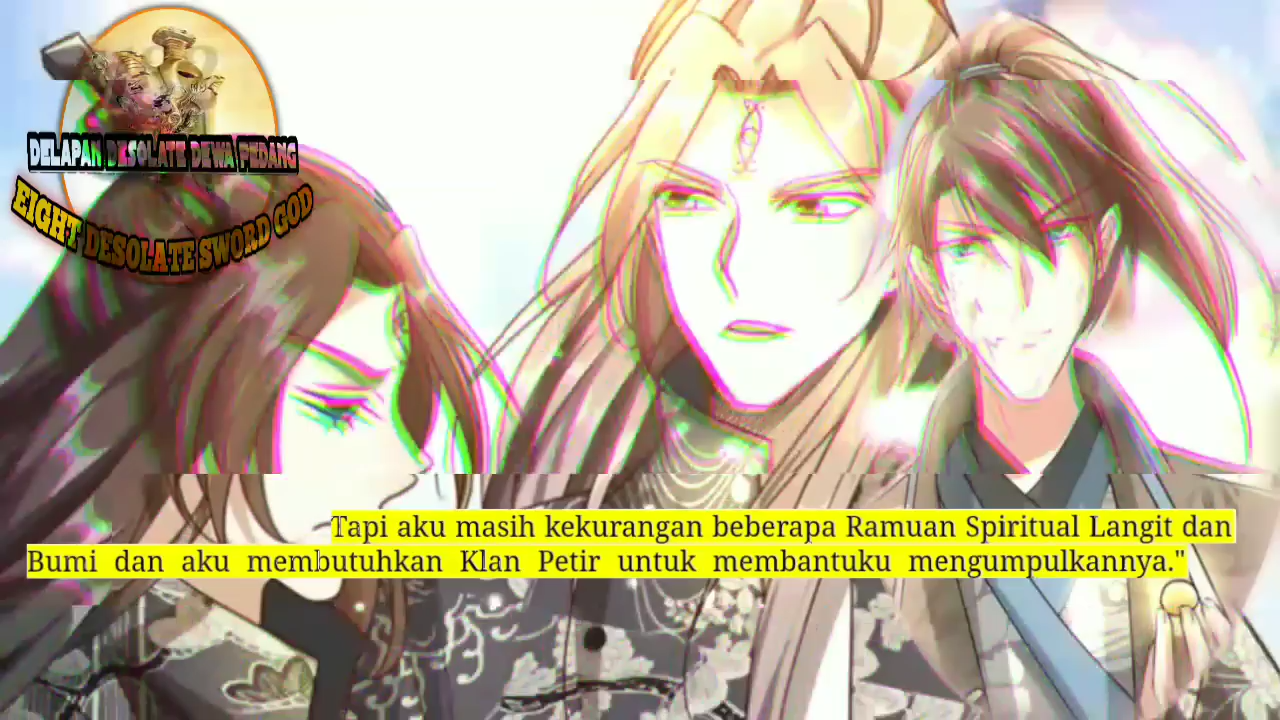 DELAPAN DESOLATE DEWA PEDANG
EIGHT DESOLATE SWORD GOD
Tapi aku masih kekurangan beberapa Ramuan Spiritual Langit dan
Bumi dan aku membutuhkan Klan Petir untuk membantuku mengumpulkannya."